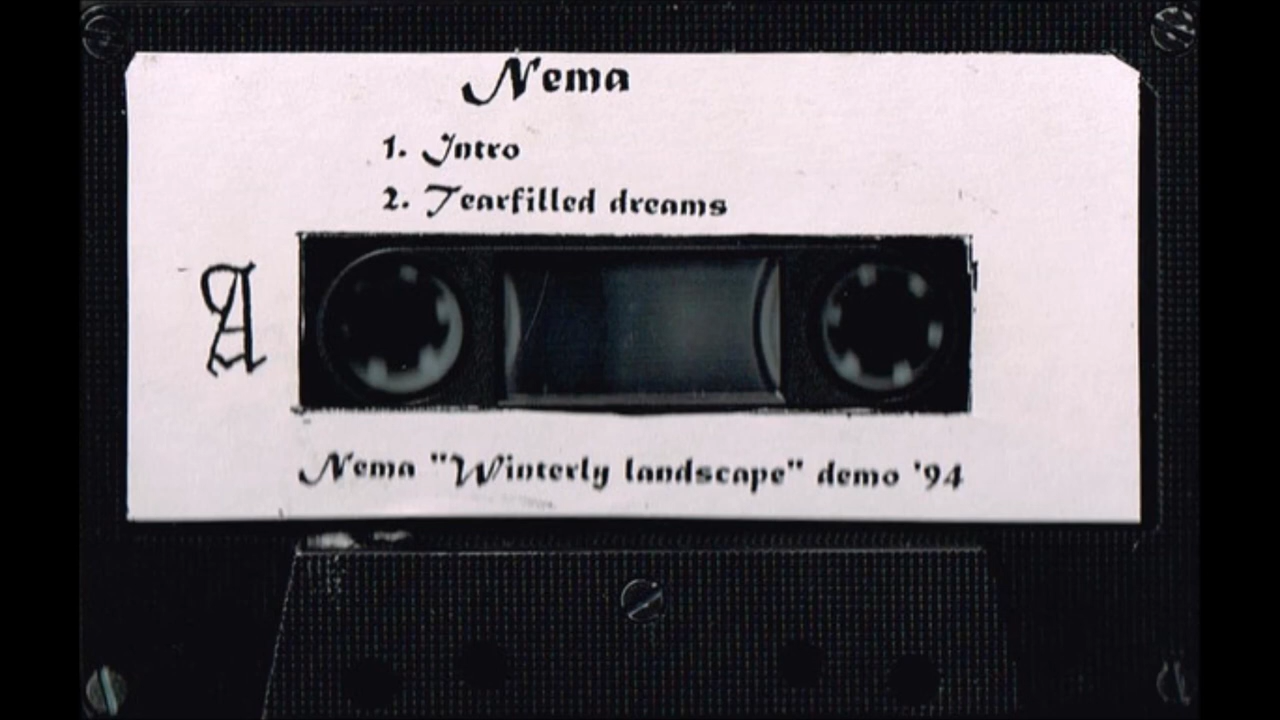 Nema
1. Intro
2. Tearfilled dreams
A
Nema "Winterly landscape" demo '94